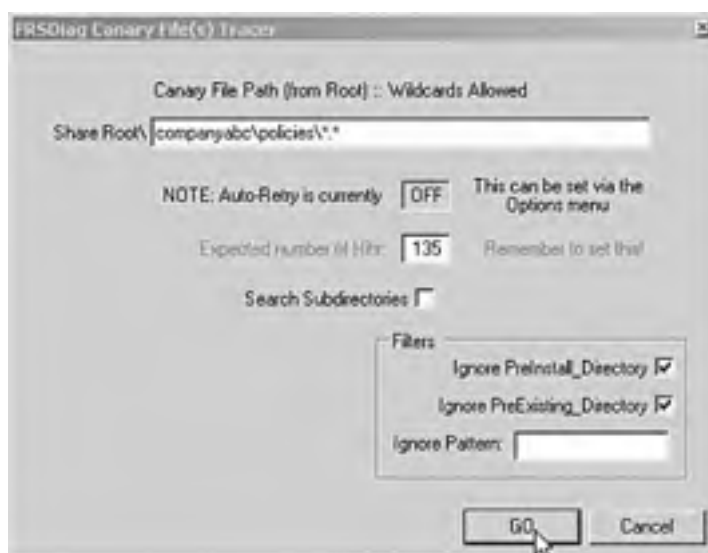 FRSDiag Canary File(s) Tracer
Canary File Path (from Root) :: Wildcards Allowed
Share Root\ companyabc\policies\*.*
NOTE: Auto-Retry is currently OFF This can be set via the Options menu
Expected number of Hits: 135 Remember to set this!
Search Subdirectories
Filters
Ignore PreInstall_Directory
Ignore PreExisting_Directory
Ignore Pattern:
GO Cancel